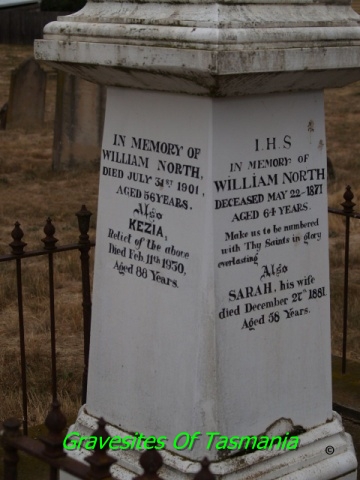 IN MEMORY OF
WILLIAM NORTH,
DIED JULY 31ST 1901
AGED 56 YEARS.
Also
KEZIA,
Relict of the above
Died Feb 11th 1930,
Aged 88 Years.
I.H.S
IN MEMORY OF
WILLIAM NORTH
DECEASED MAY 22ND 1871
AGED 64 YEARS.
Make us to be numbered
with Thy Saints in glory
everlasting
Also
SARAH, his wife
died December 27th 1881.
Aged 58 Years.
Gravesites Of Tasmania
©